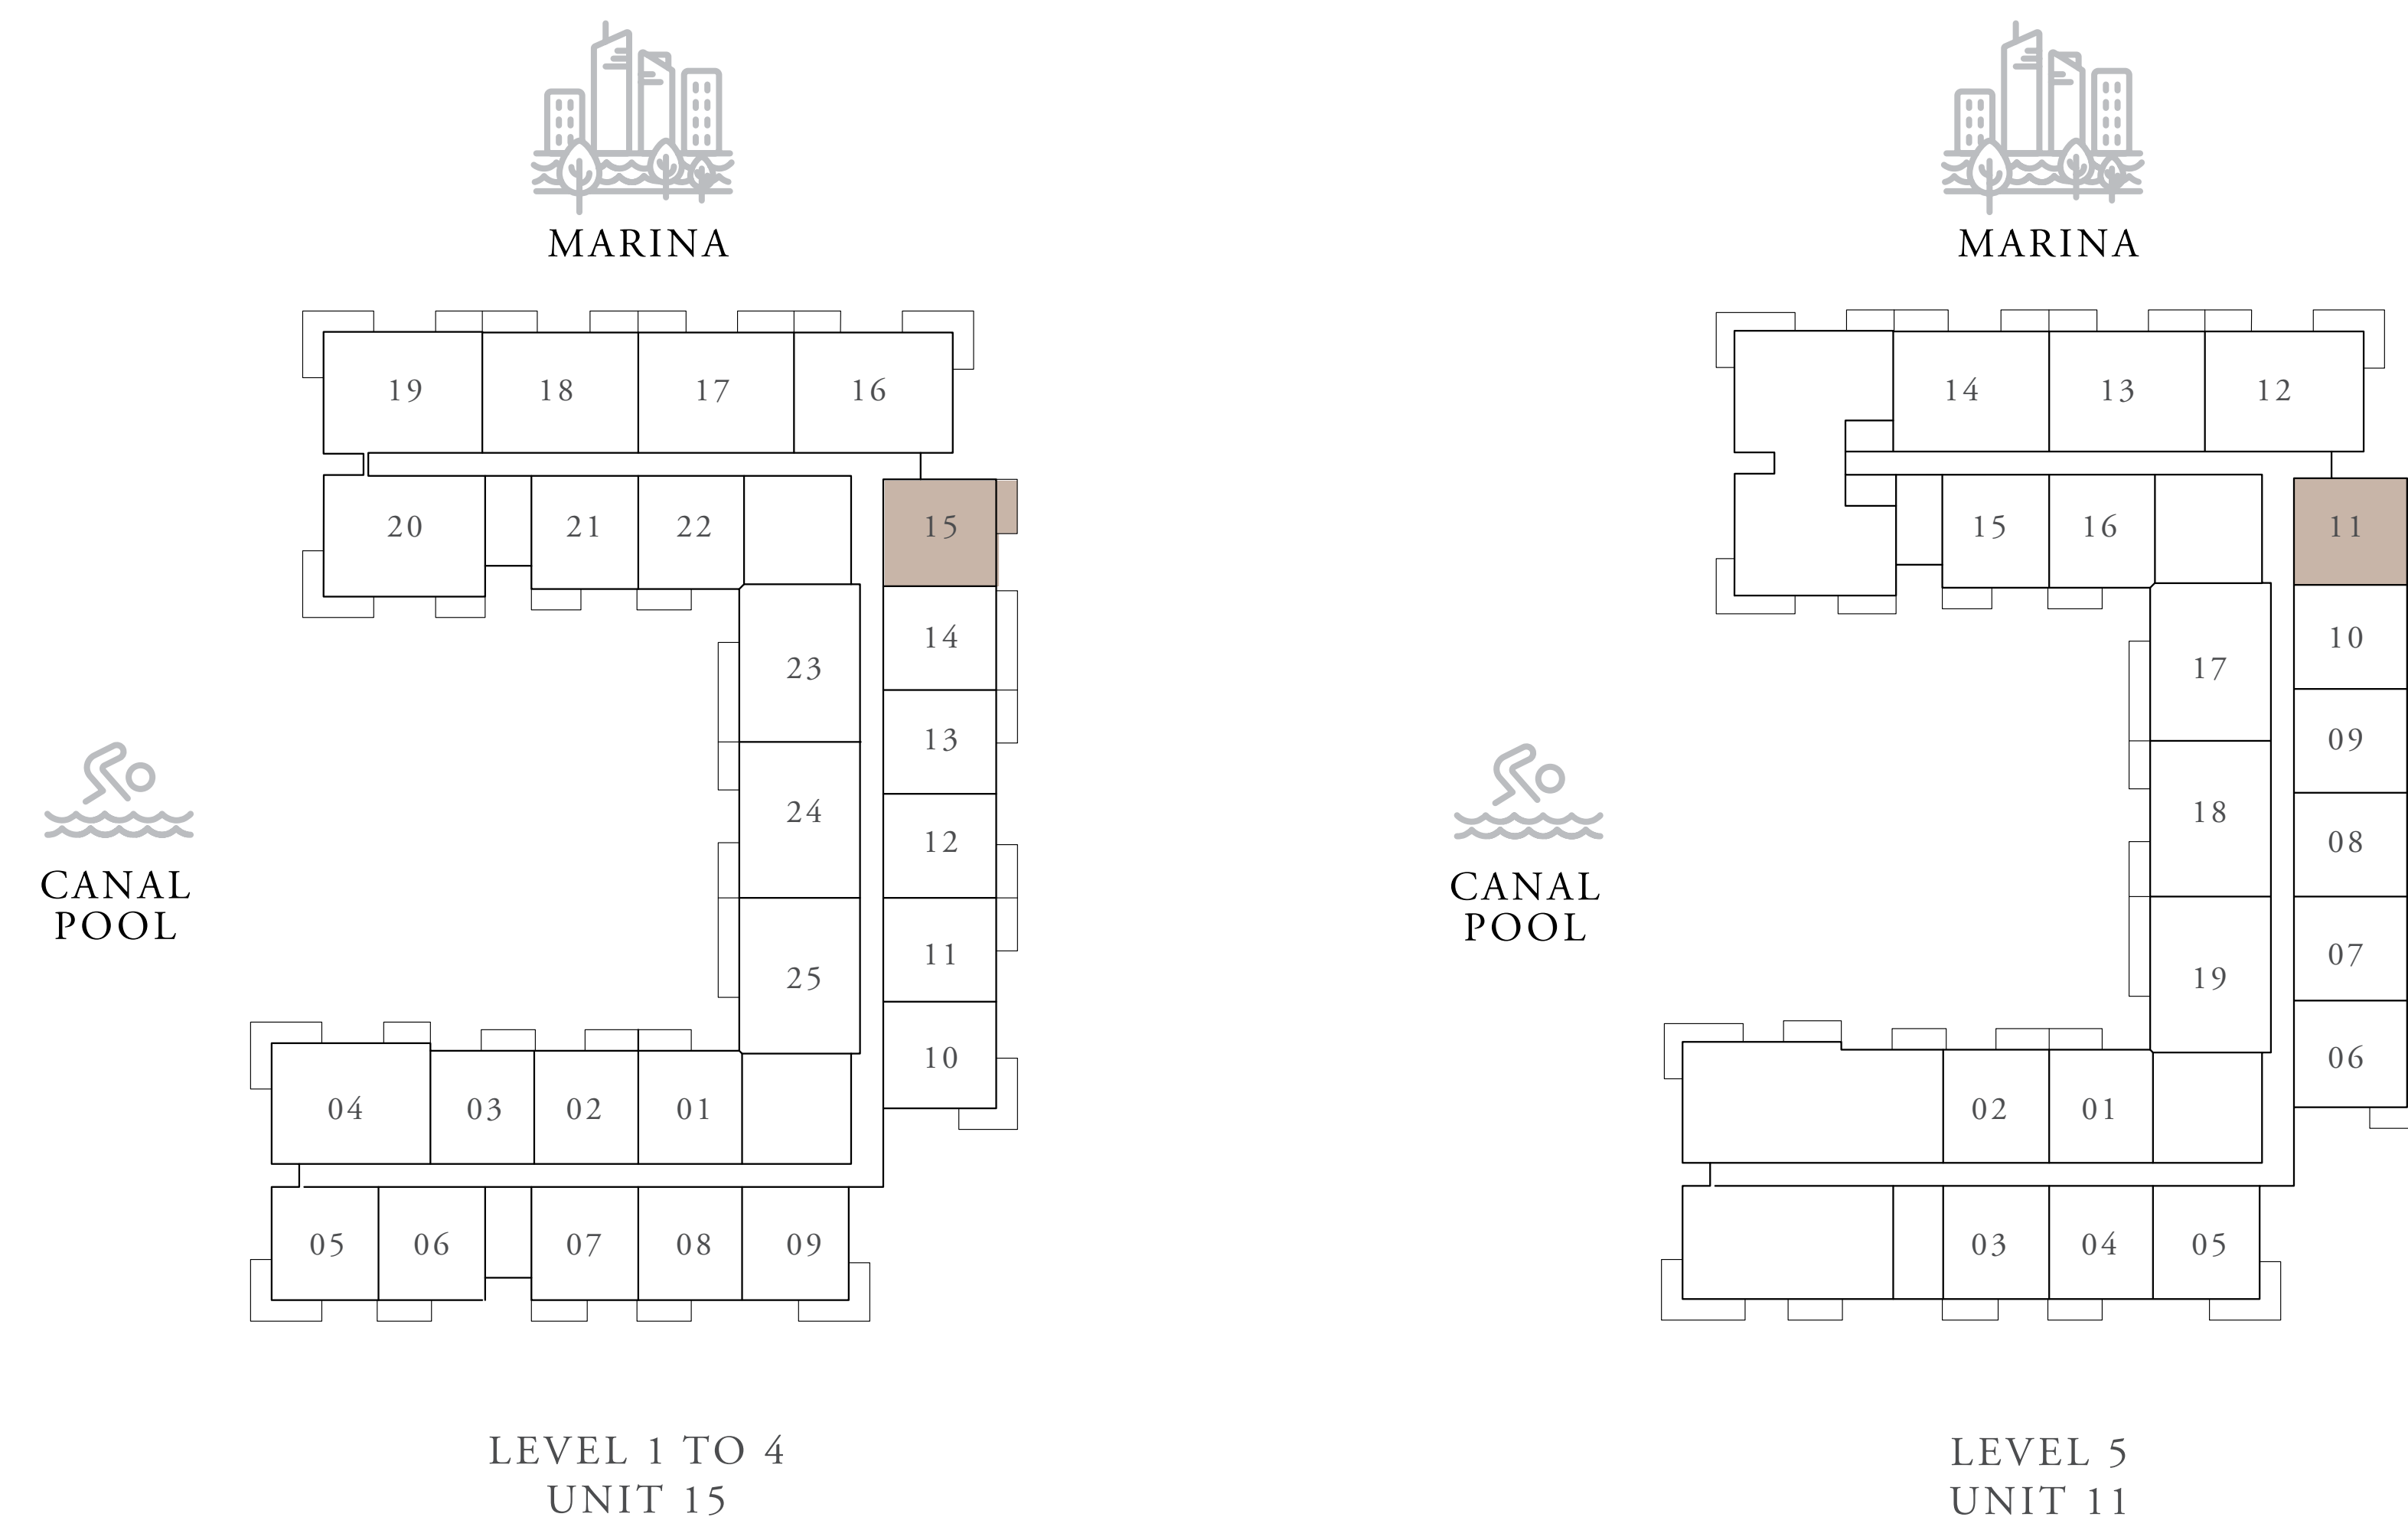 MARINA
19 18 17 16
20 21 22 15
14
23
13
24 12
11
25
10
04 03 02 01
05 06 07 08 09
CANAL
POOL
LEVEL 1 TO 4
UNIT 15
MARINA
14 13 12
15 16 11
10
17
09
18 08
07
19
06
02 01
03 04 05
CANAL
POOL
LEVEL 5
UNIT 11